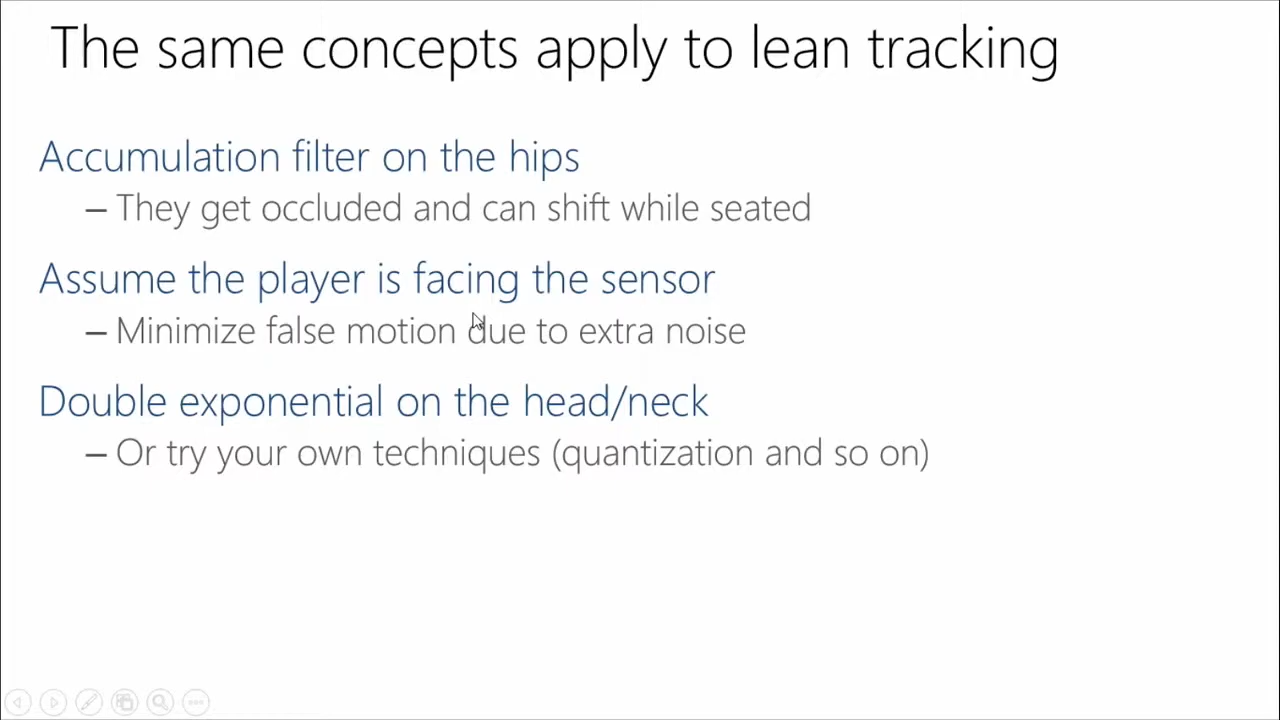 The same concepts apply to lean tracking
Accumulation filter on the hips
– They get occluded and can shift while seated
Assume the player is facing the sensor
– Minimize false motion due to extra noise
Double exponential on the head/neck
– Or try your own techniques (quantization and so on)